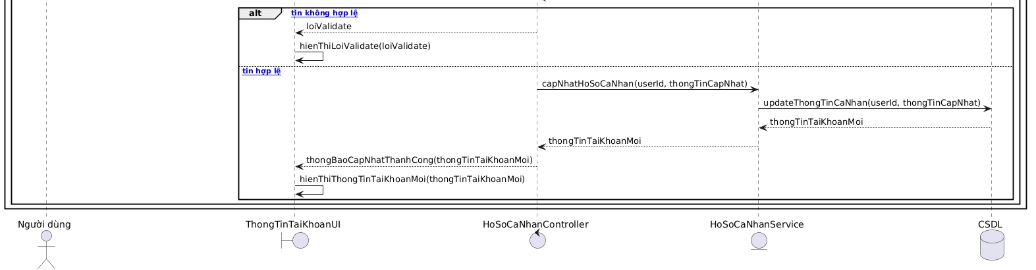 alt
tin không hợp lệ
loiValidate
hienThiLoiValidate(loiValidate)
tin hợp lệ
capNhatHoSoCaNhan(userId, thongTinCapNhat)
updateThongTinCaNhan(userId, thongTinCapNhat)
thongTinTaiKhoanMoi
thongTinTaiKhoanMoi
thongBaoCapNhatThanhCong(thongTinTaiKhoanMoi)
hienThiThongTinTaiKhoanMoi(thongTinTaiKhoanMoi)
Người dùng
ThongTinTaiKhoanUI
HoSoCaNhanController
HoSoCaNhanService
CSDL